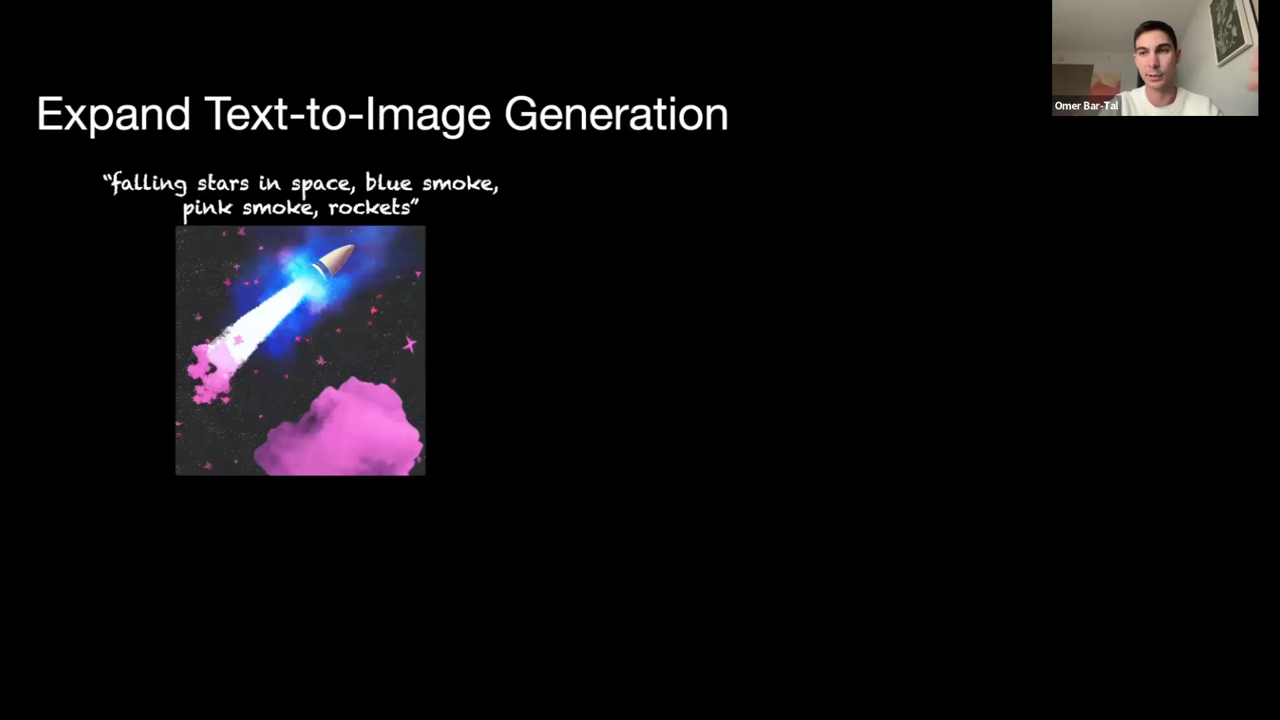 Omer Bar-Tal
Expand Text-to-Image Generation
“falling stars in space, blue smoke,
pink smoke, rockets”